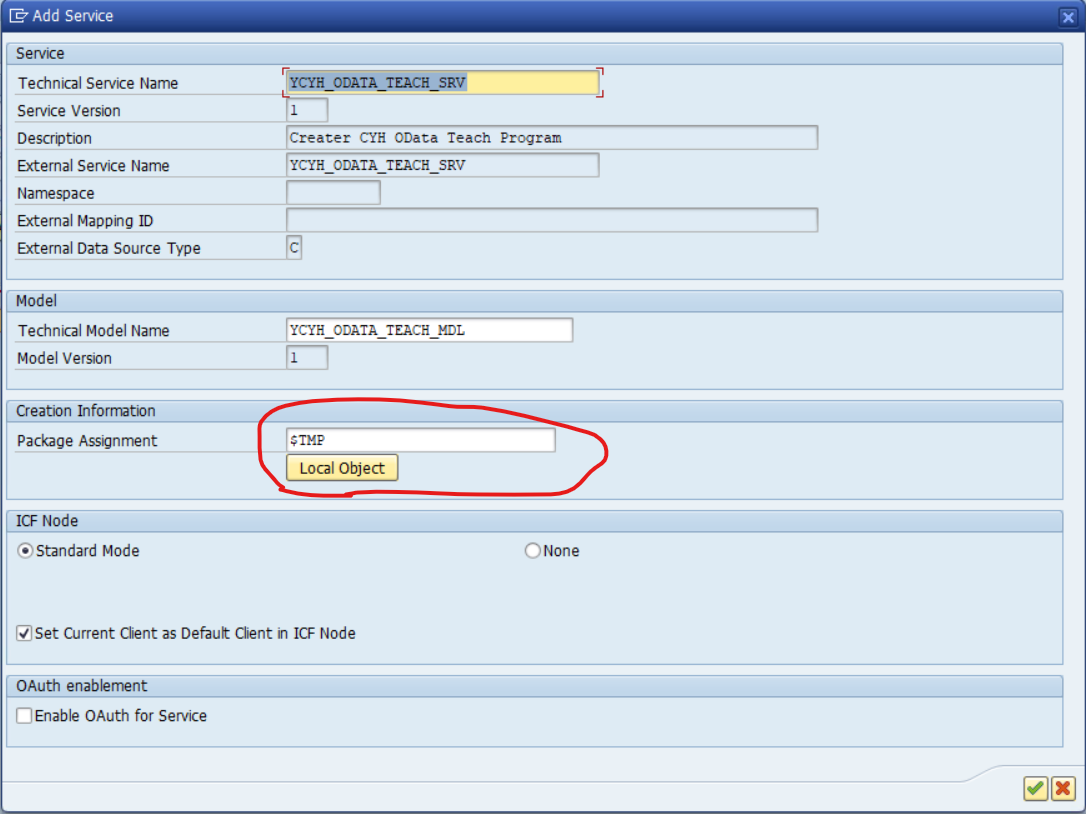 Add Service
Service
Technical Service Name YCYH_ODATA_TEACH_SRV
Service Version 1
Description Creater CYH OData Teach Program
External Service Name YCYH_ODATA_TEACH_SRV
Namespace
External Mapping ID
External Data Source Type C
Model
Technical Model Name YCYH_ODATA_TEACH_MDL
Model Version 1
Creation Information
Package Assignment $TMP
Local Object
ICF Node
Standard Mode None
Set Current Client as Default Client in ICF Node
OAuth enablement
Enable OAuth for Service